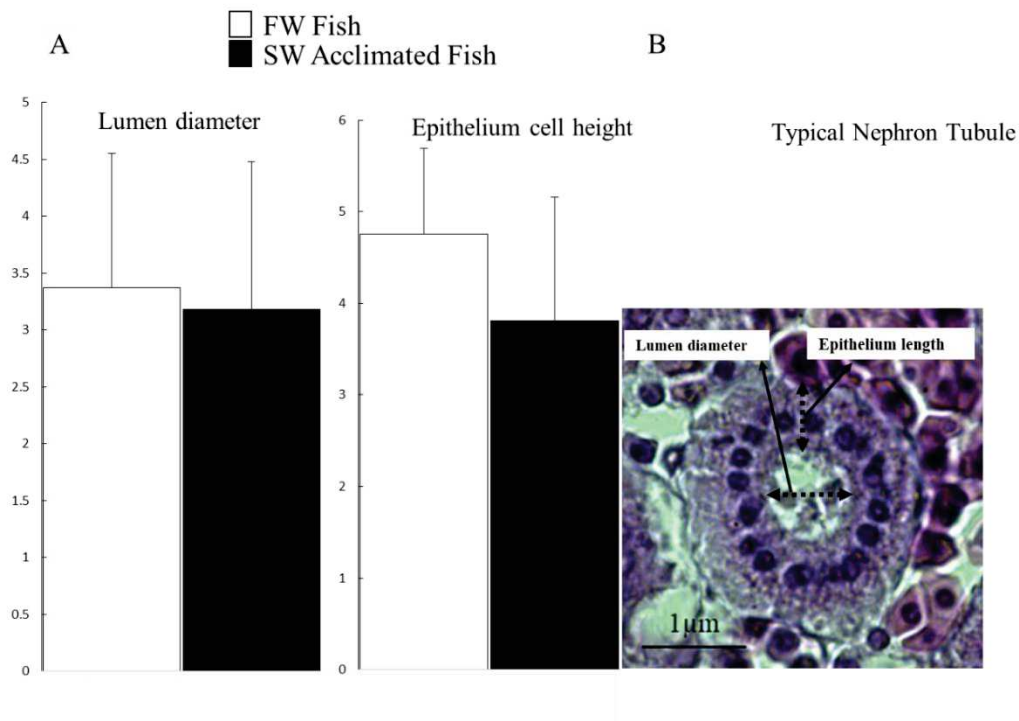 A
FW Fish
SW Acclimated Fish
B
Lumen diameter
5
4.5
4
3.5
3
2.5
2
1.5
1
0.5
0
Epithelium cell height
6
5
4
3
2
1
0
Typical Nephron Tubule
Lumen diameter
Epithelium length
1μm